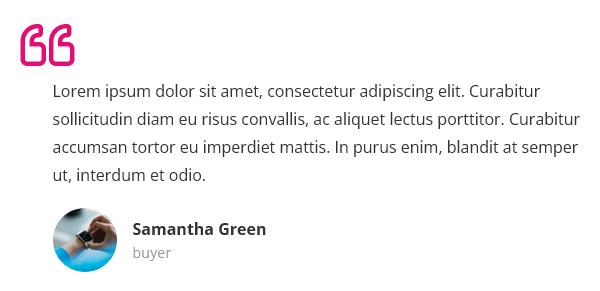 Lorem ipsum dolor sit amet, consectetur adipiscing elit. Curabitur
sollicitudin diam eu risus convallis, ac aliquet lectus porttitor. Curabitur
accumsan tortor eu imperdiet mattis. In purus enim, blandit at semper
ut, interdum et odio.
Samantha Green
buyer